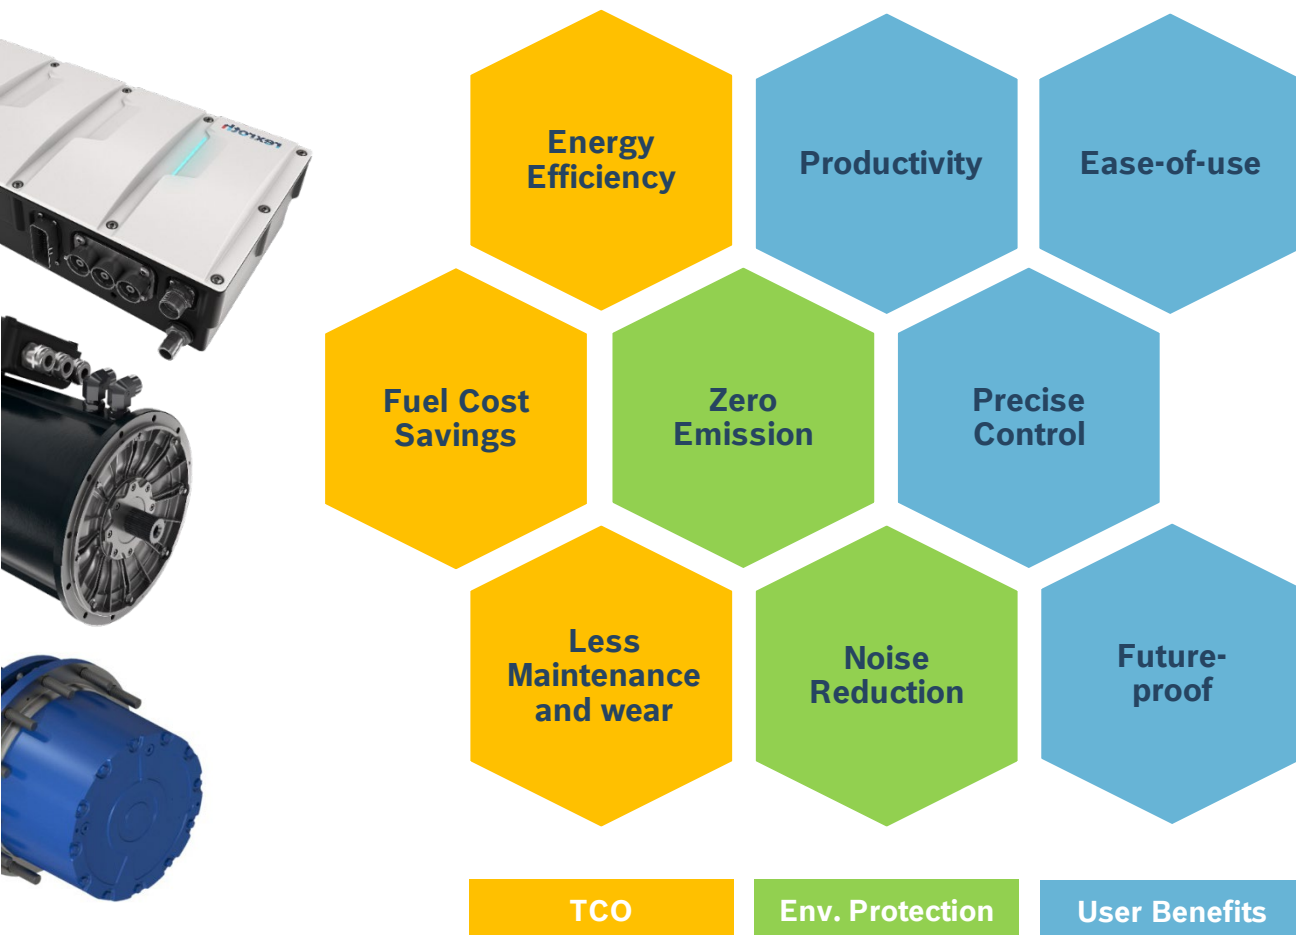 rexroth
Energy
Efficiency
Productivity
Ease-of-use
Fuel Cost
Savings
Zero
Emission
Precise
Control
Less
Maintenance
and wear
Noise
Reduction
Future-
proof
TCO
Env. Protection
User Benefits